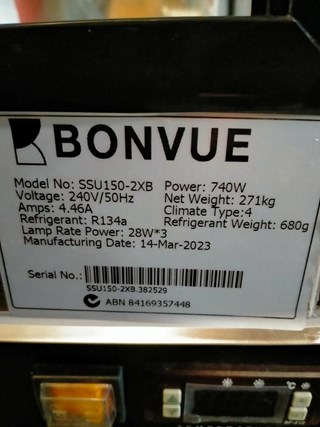 BONVUE
Model No: SSU150-2XB Power: 740W
Voltage: 240V/50Hz Net Weight: 271kg
Amps: 4.46A Climate Type:4
Refrigerant: R134a Refrigerant Weight: 680g
Lamp Rate Power: 28W*3
Manufacturing Date: 14-Mar-2023
Serial No.:
SSU150-2XB.382529
ABN 84169357448
°C